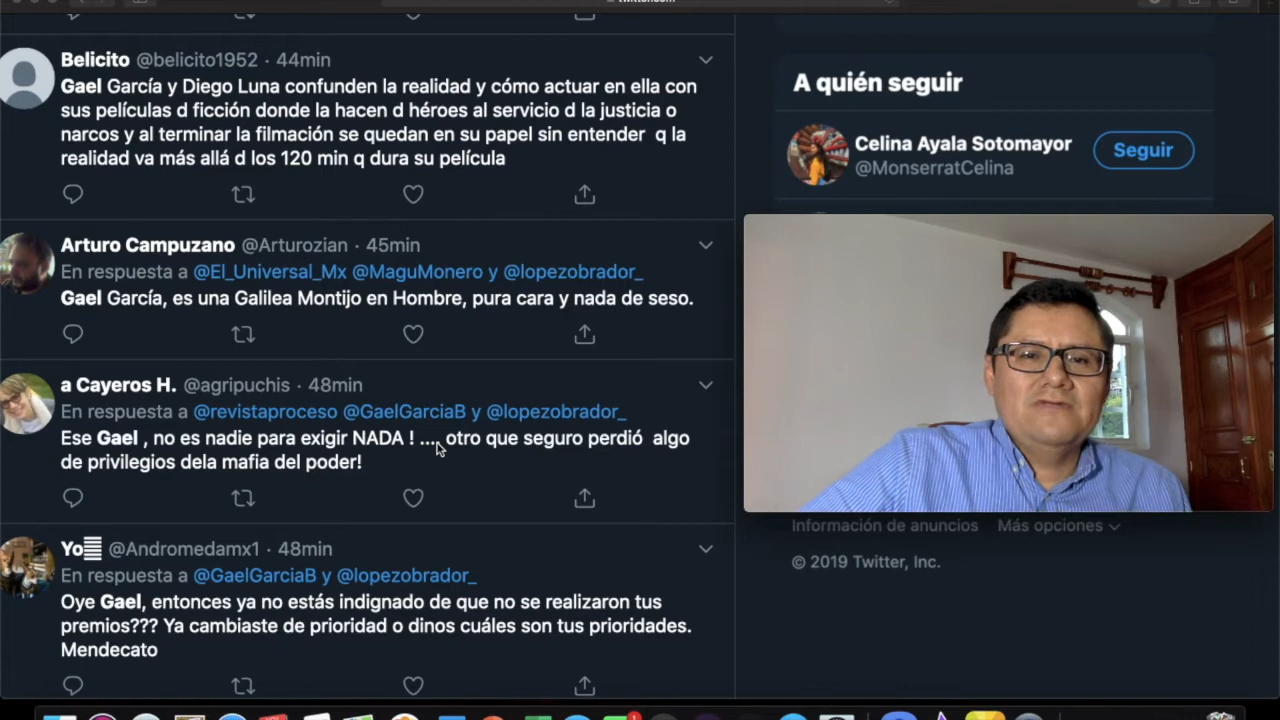 twitter.com
Belicito @belicito1952 · 44min
Gael García y Diego Luna confunden la realidad y cómo actuar en ella con
sus películas d ficción donde la hacen d héroes al servicio d la justicia o
narcos y al terminar la filmación se quedan en su papel sin entender q la
realidad va más allá d los 120 min q dura su película
Arturo Campuzano @Arturozian · 45min
En respuesta a @El_Universal_Mx @MaguMonero y @lopezobrador_
Gael García, es una Galilea Montijo en Hombre, pura cara y nada de seso.
a Cayeros H. @agripuchis · 48min
En respuesta a @revistaproceso @GaelGarciaB y @lopezobrador_
Ese Gael , no es nadie para exigir NADA ! .... otro que seguro perdió algo
de privilegios dela mafia del poder!
Yo @Andromedamx1 · 48min
En respuesta a @GaelGarciaB y @lopezobrador_
Oye Gael, entonces ya no estás indignado de que no se realizaron tus
premios??? Ya cambiaste de prioridad o dinos cuáles son tus prioridades.
Mendecato
A quién seguir
Celina Ayala Sotomayor
@MonserratCelina
Seguir
Información de anuncios Más opciones
© 2019 Twitter, Inc.
1